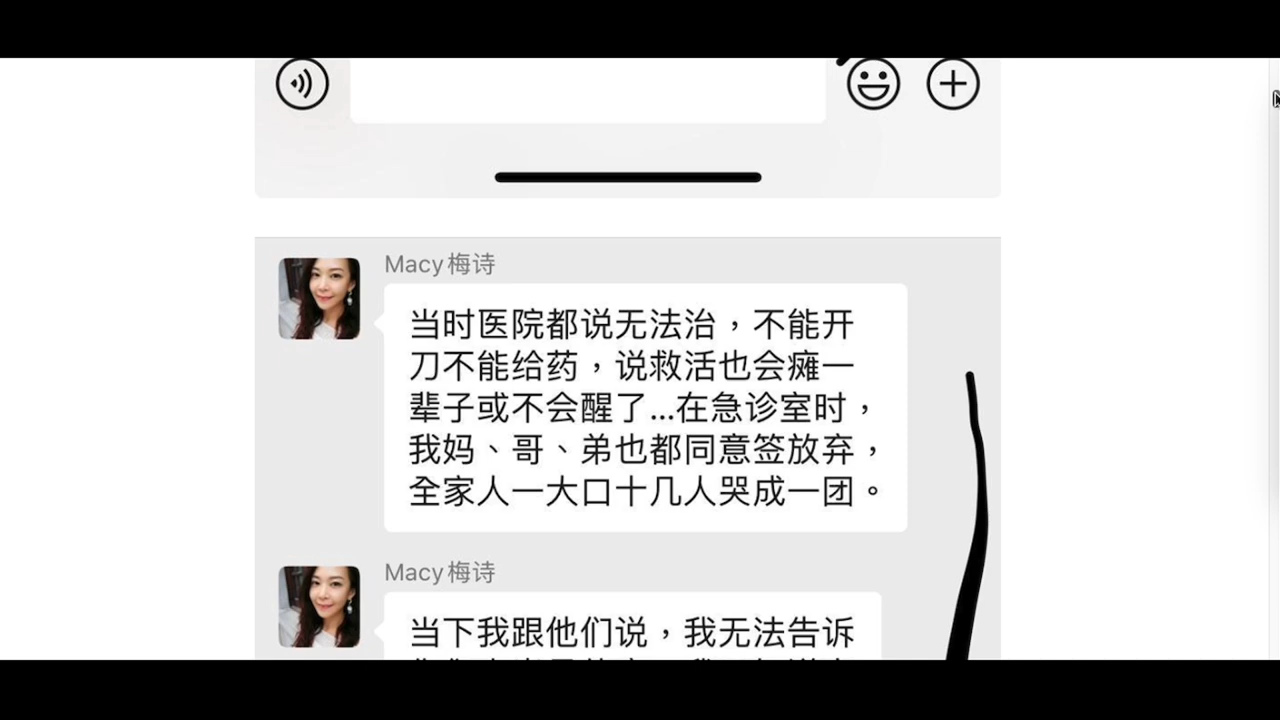 Macy梅诗
当时医院都说无法治，不能开
刀不能给药，说救活也会瘫一
辈子或不会醒了...在急诊室时，
我妈、哥、弟也都同意签放弃，
全家人一大口十几人哭成一团。
Macy梅诗
当下我跟他们说，我无法告诉